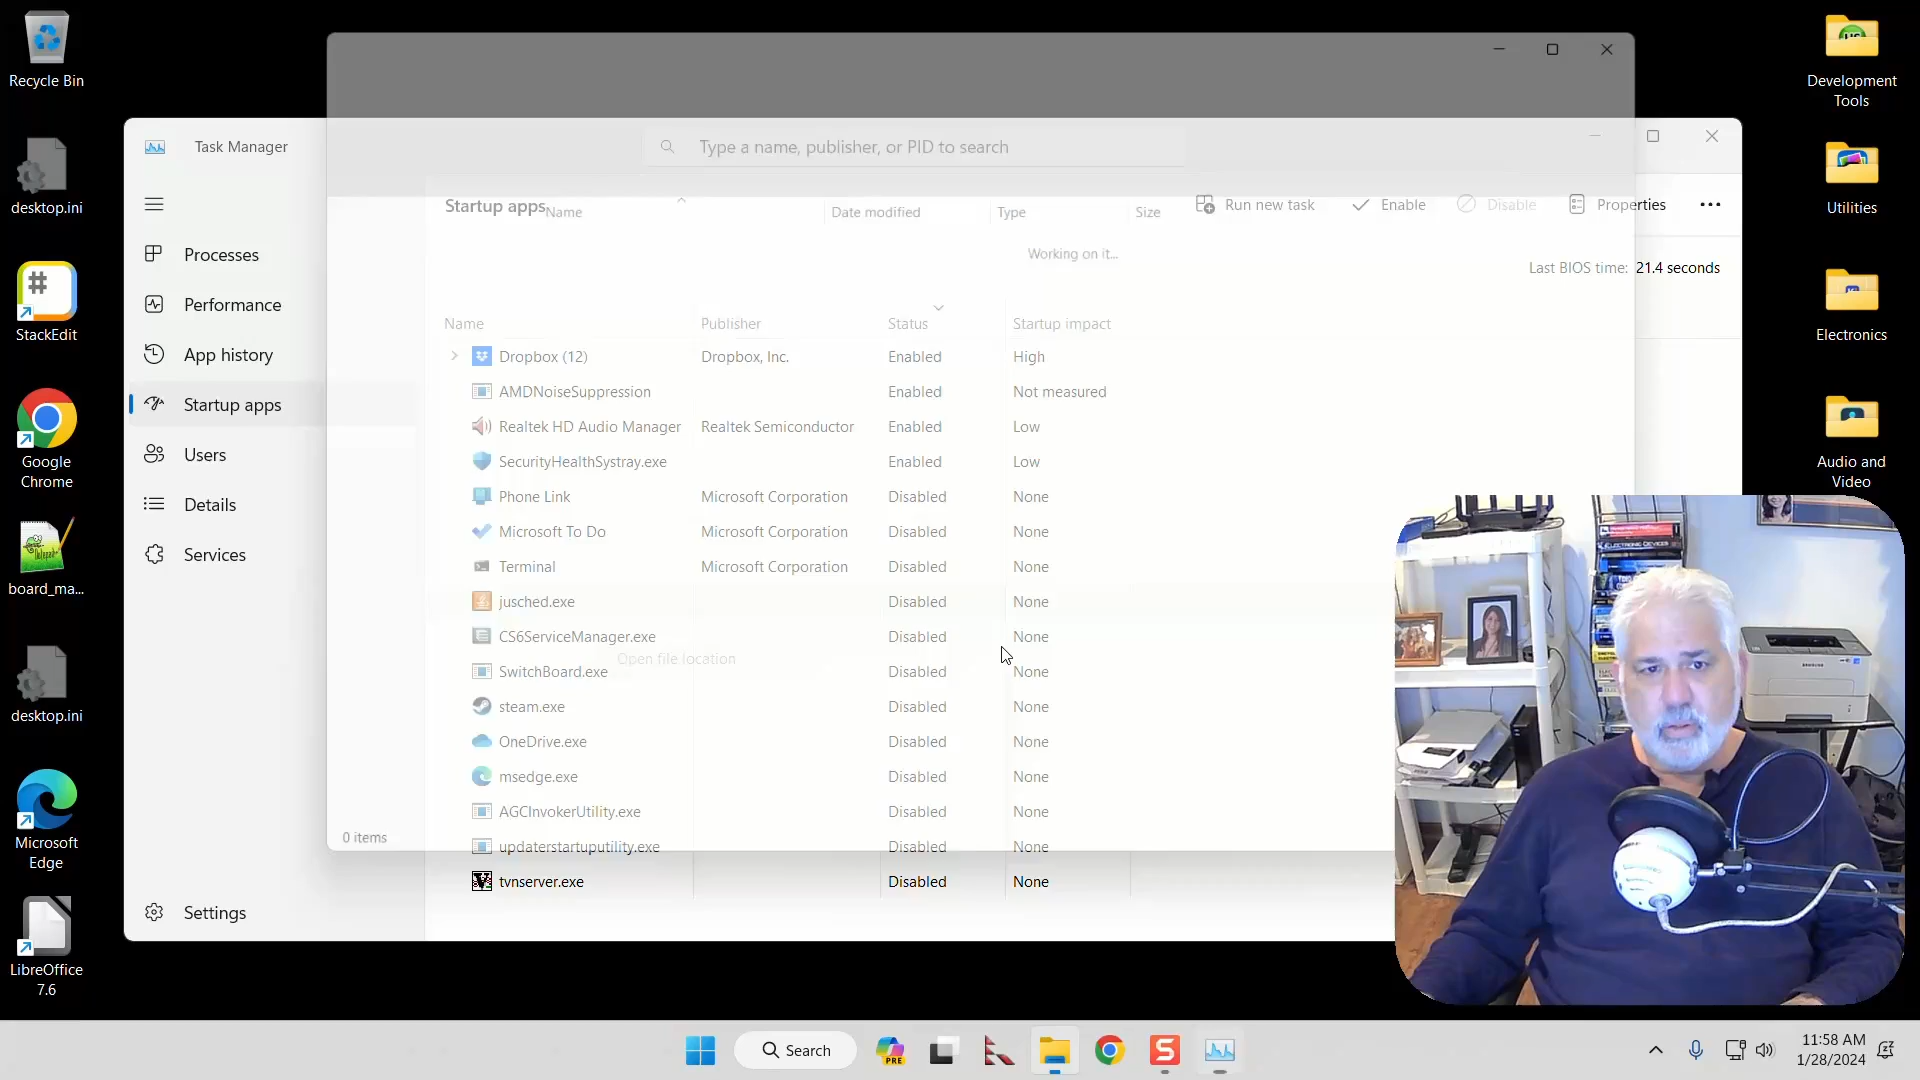 Recycle Bin
desktop.ini
StackEdit
Google
Chrome
board_ma...
desktop.ini
Microsoft
Edge
LibreOffice
7.6
Development
Tools
Utilities
Electronics
Audio and
Video
Task Manager
Type a name, publisher, or PID to search
Processes
Performance
App history
Startup apps
Users
Details
Services
Settings
Startup apps
Run new task
Enable
Disable
Properties
Name
Date modified
Type
Size
Working on it...
Last BIOS time: 21.4 seconds
Name Publisher Status Startup impact
Dropbox (12) Dropbox, Inc. Enabled High
AMDNoiseSuppression Enabled Not measured
Realtek HD Audio Manager Realtek Semiconductor Enabled Low
SecurityHealthSystray.exe Enabled Low
Phone Link Microsoft Corporation Disabled None
Microsoft To Do Microsoft Corporation Disabled None
Terminal Microsoft Corporation Disabled None
jusched.exe Disabled None
CS6ServiceManager.exe Disabled None
Open file location
SwitchBoard.exe Disabled None
steam.exe Disabled None
OneDrive.exe Disabled None
msedge.exe Disabled None
AGCInvokerUtility.exe Disabled None
updaterstartuputility.exe Disabled None
tvnserver.exe Disabled None
0 items
Search
PRE
11:58 AM
1/28/2024